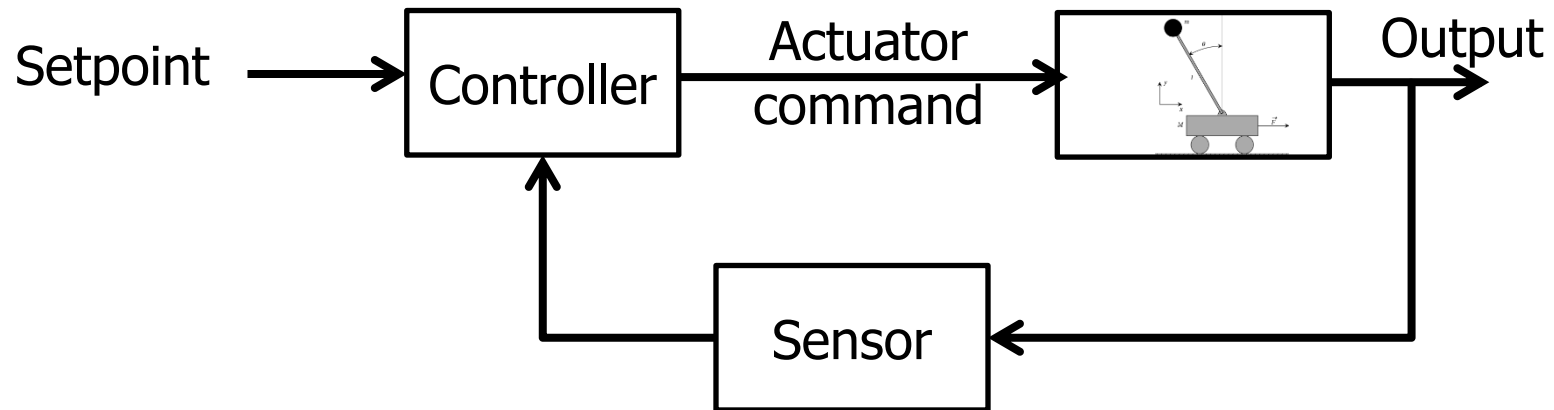 Setpoint
Controller
Actuator
command
m
θ
l
y
x
M
F
Output
Sensor